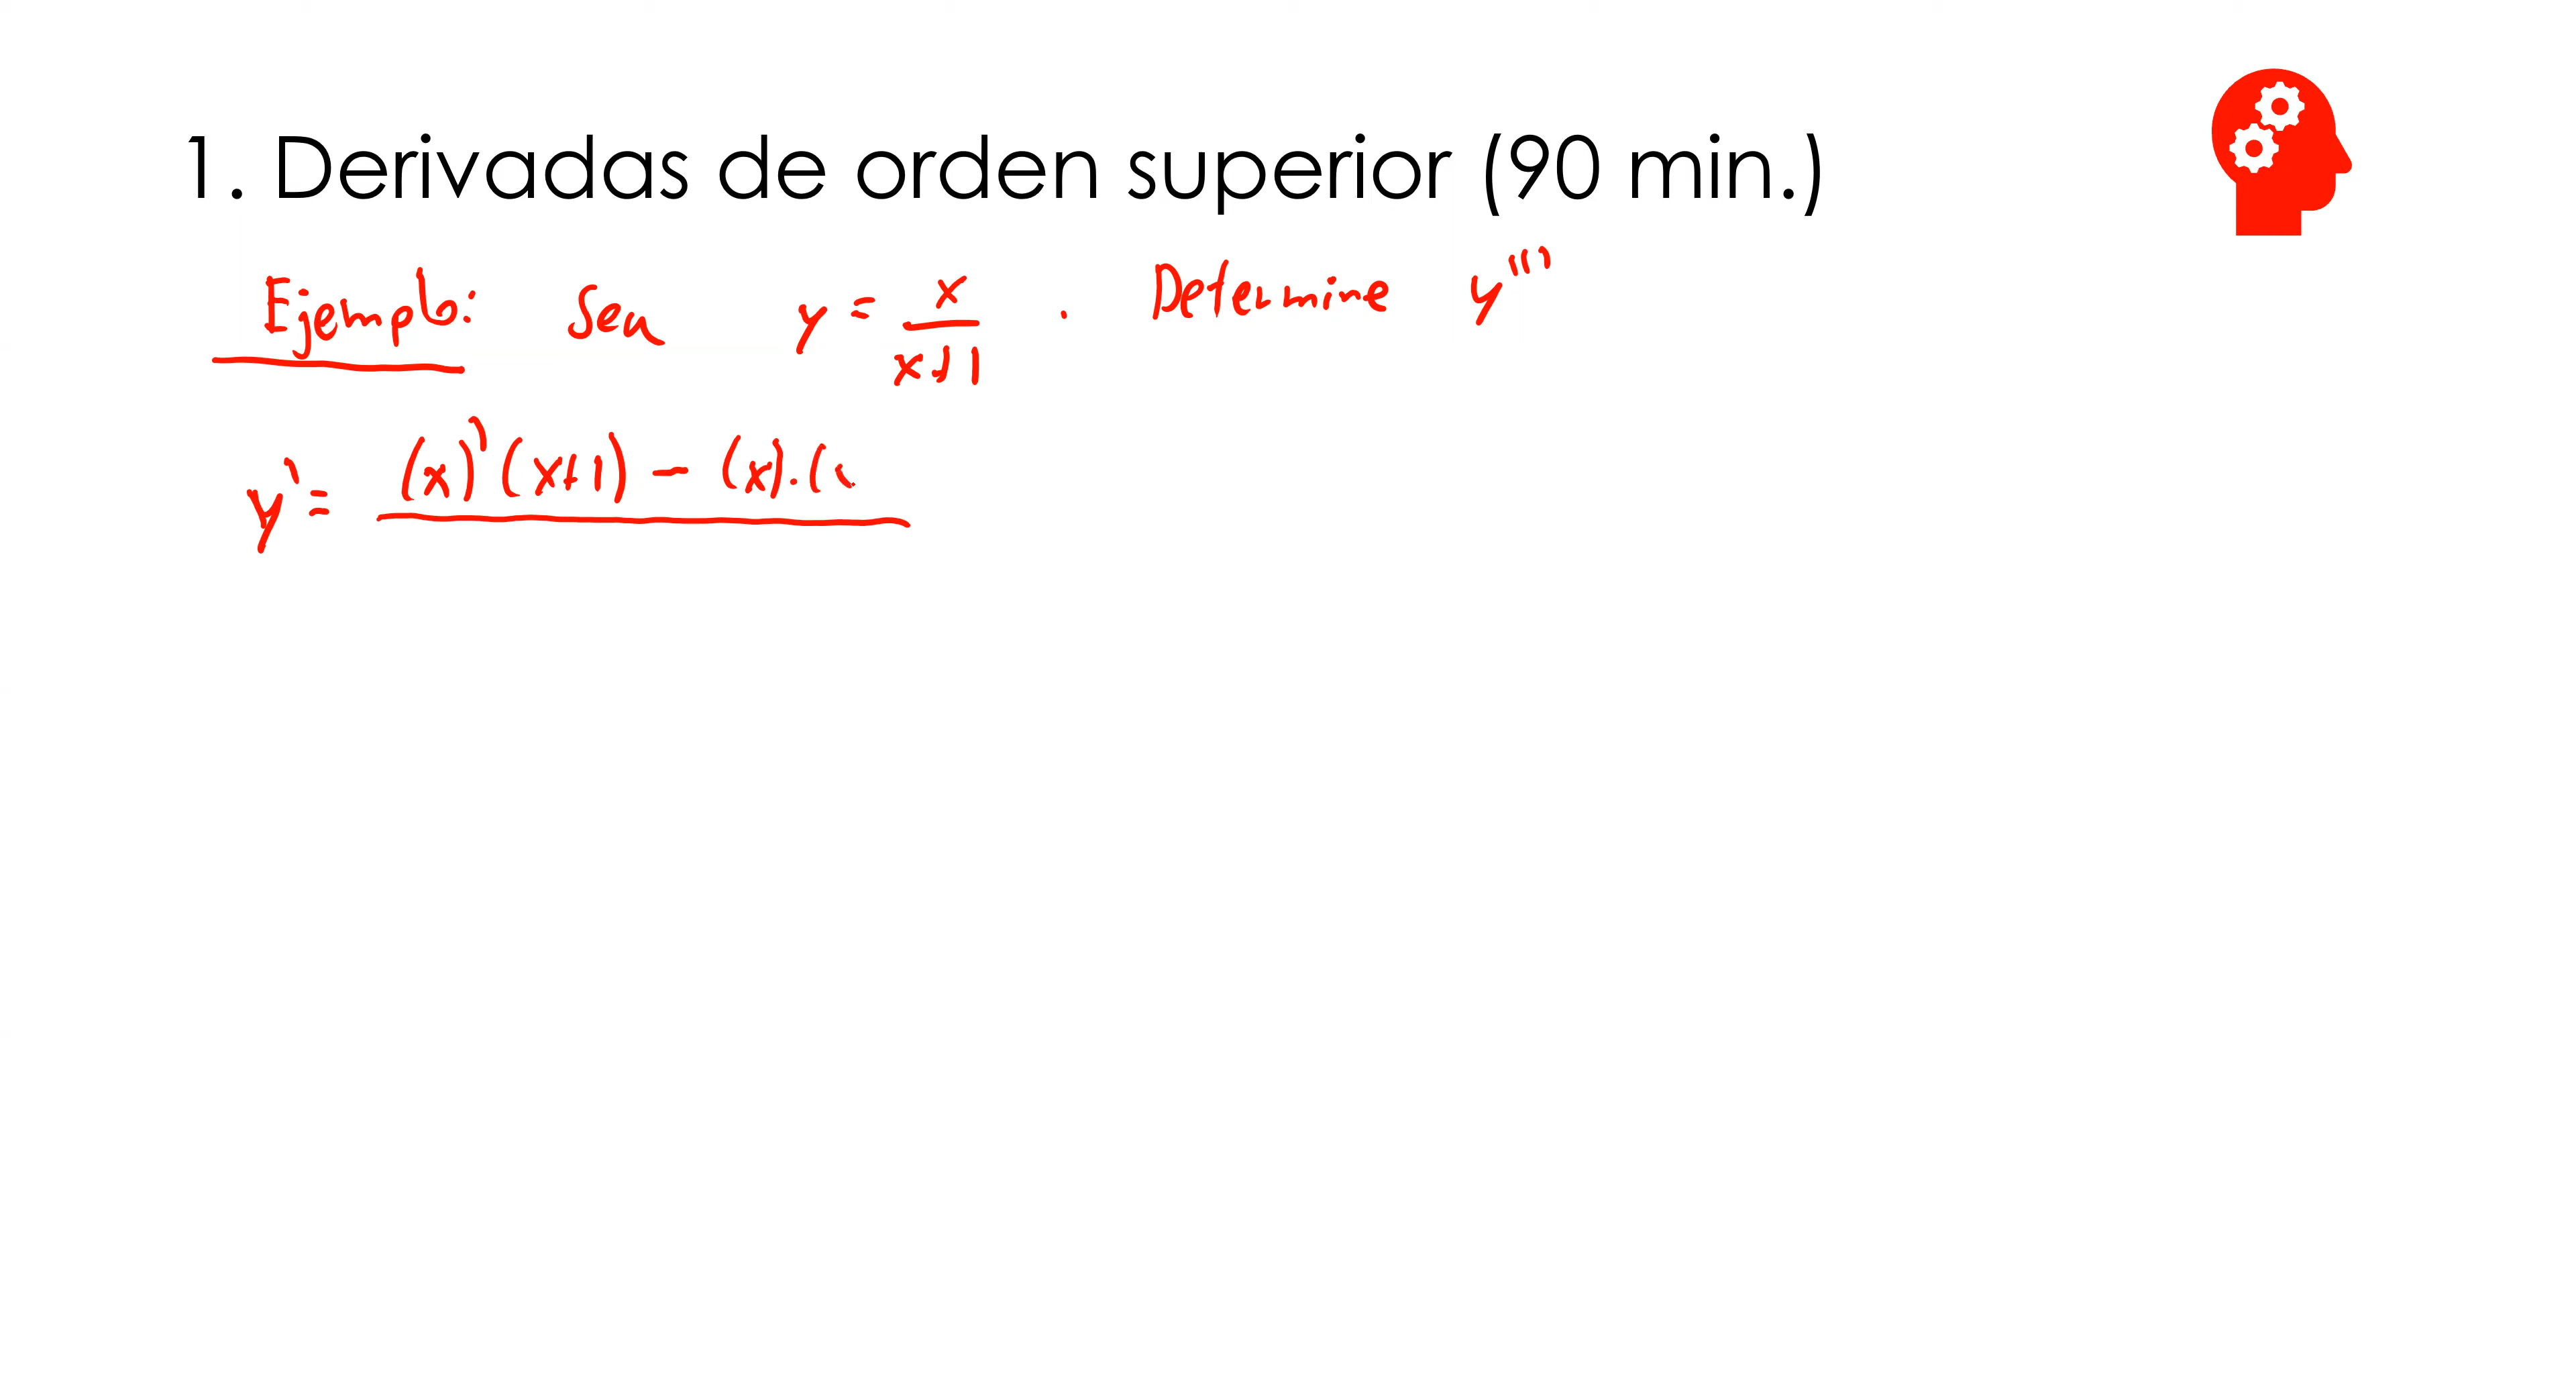 1. Derivadas de orden superior (90 min.)
Ejemplo: Sea y = x/(x+1) . Determine y'''
y' = (x)'(x+1) - (x).(